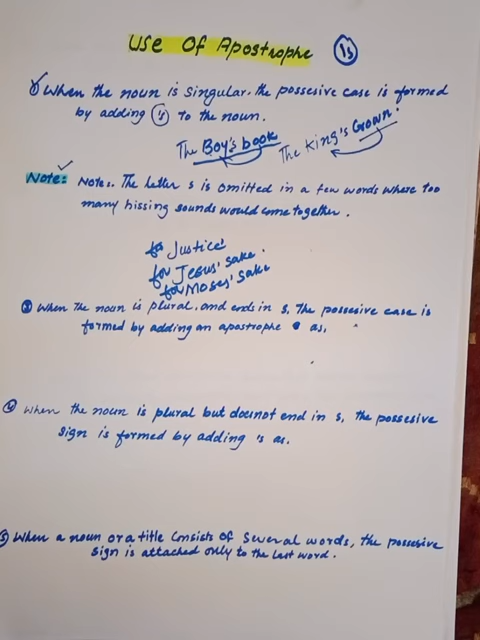 Use Of Apostrophe 's
1) When the noun is singular. the possesive case is formed
by adding 's to the noun.
The Boy's book The King's Crown.
Note: Note:. The Letter s is omitted in a few words where too
many hissing sounds would come together.
for Justice'
for Jesus' sake.
for Moses' sake
3) When the noun is plural. and ends in s, the possesive case is
formed by adding an apostrophe as,
4) when the noun is plural but doesnot end in s, the possesive
sign is formed by adding 's as.
5) When a noun or a title consists of several words, the possesive
sign is attached only to the last word.